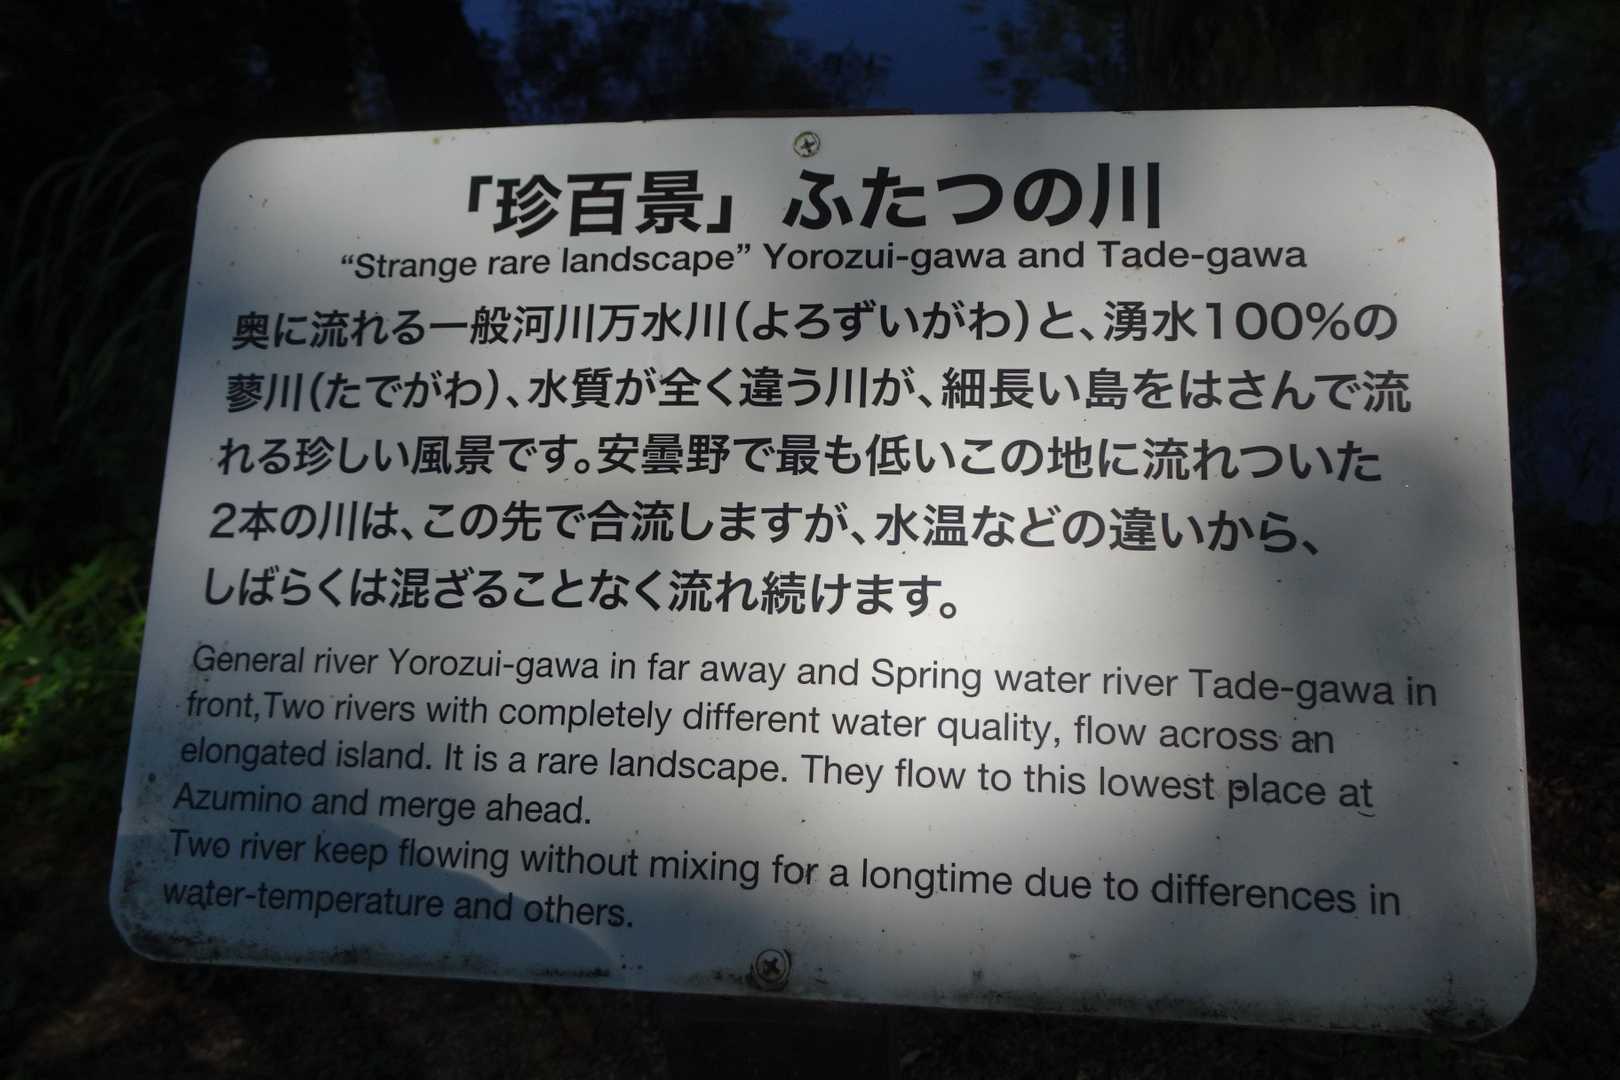 「珍百景」 ふたつの川
“Strange rare landscape” Yorozui-gawa and Tade-gawa
奥に流れる一般河川万水川（よろずいがわ）と、湧水100％の
蓼川（たでがわ）、水質が全く違う川が、細長い島をはさんで流
れる珍しい風景です。安曇野で最も低いこの地に流れついた
2本の川は、この先で合流しますが、水温などの違いから、
しばらくは混ざることなく流れ続けます。
General river Yorozui-gawa in far away and Spring water river Tade-gawa in
front,Two rivers with completely different water quality, flow across an
elongated island. It is a rare landscape. They flow to this lowest place at
Azumino and merge ahead.
Two river keep flowing without mixing for a longtime due to differences in
water-temperature and others.